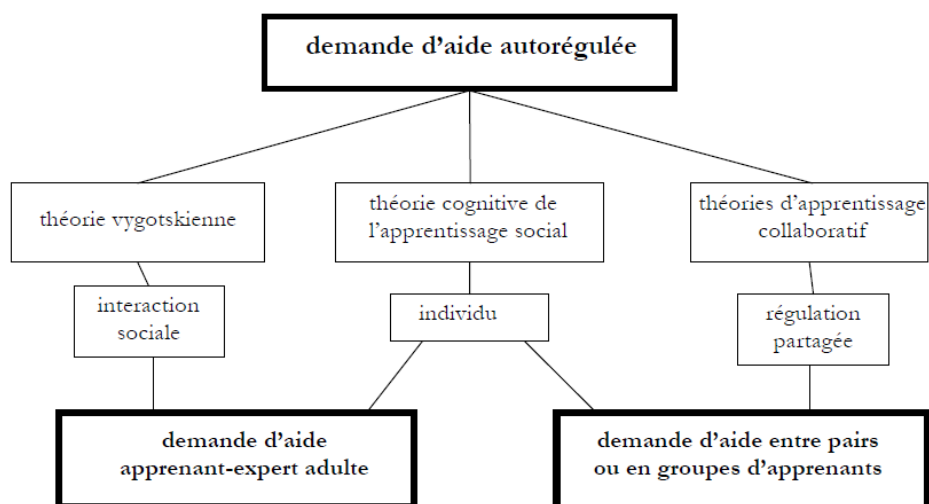 demande d'aide autorégulée
théorie vygotskienne
théorie cognitive de
l'apprentissage social
théories d'apprentissage
collaboratif
interaction
sociale
individu
régulation
partagée
demande d'aide
apprenant-expert adulte
demande d'aide entre pairs
ou en groupes d'apprenants